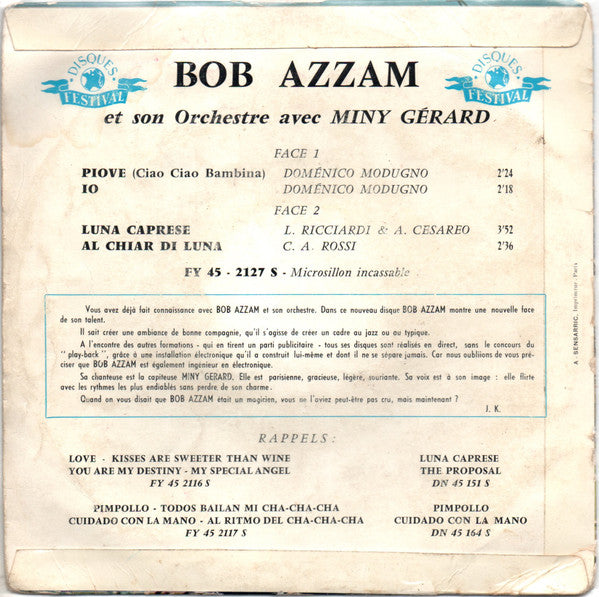 DISQUES
FESTIVAL
BOB AZZAM
DISQUES
FESTIVAL
et son Orchestre avec MINY GÉRARD
FACE 1
PIOVE (Ciao Ciao Bambina) DOMÉNICO MODUGNO 2'24
IO DOMÉNICO MODUGNO 2'18
FACE 2
LUNA CAPRESE L. RICCIARDI & A. CESAREO 3'52
AL CHIAR DI LUNA C. A. ROSSI 2'36
FY 45 - 2127 S - Microsillon incassable
Vous avez déjà fait connaissance avec BOB AZZAM et son orchestre. Dans ce nouveau disque BOB AZZAM montre une nouvelle face
de son talent.
Il sait créer une ambiance de bonne compagnie, qu'il s'agisse de créer un cadre au jazz ou au typique.
A l'encontre des autres formations - qui en tirent un parti publicitaire - tous ses disques sont réalisés en direct, sans le concours du
" play-back ", grâce à une installation électronique qu'il a construit lui-même et dont il ne se sépare jamais. Car nous oublions de vous préciser
ciser que BOB AZZAM est également ingénieur en électronique.
Sa chanteuse est la capiteuse MINY GERARD. Elle est parisienne, gracieuse, légère, souriante. Sa voix est à son image : elle flirte
avec les rythmes les plus endiablés sans perdre de son charme.
Quand on vous disait que BOB AZZAM était un magicien, vous ne l'aviez peut-être pas cru, mais maintenant ?
J. K.
A. BENSARRIC, Imprimeur - Paris
RAPPELS :
LOVE - KISSES ARE SWEETER THAN WINE
YOU ARE MY DESTINY - MY SPECIAL ANGEL
FY 45 2116 S
LUNA CAPRESE
THE PROPOSAL
DN 45 151 S
PIMPOLLO - TODOS BAILAN MI CHA-CHA-CHA
CUIDADO CON LA MANO - AL RITMO DEL CHA-CHA-CHA
FY 45 2117 S
PIMPOLLO
CUIDADO CON LA MANO
DN 45 164 S